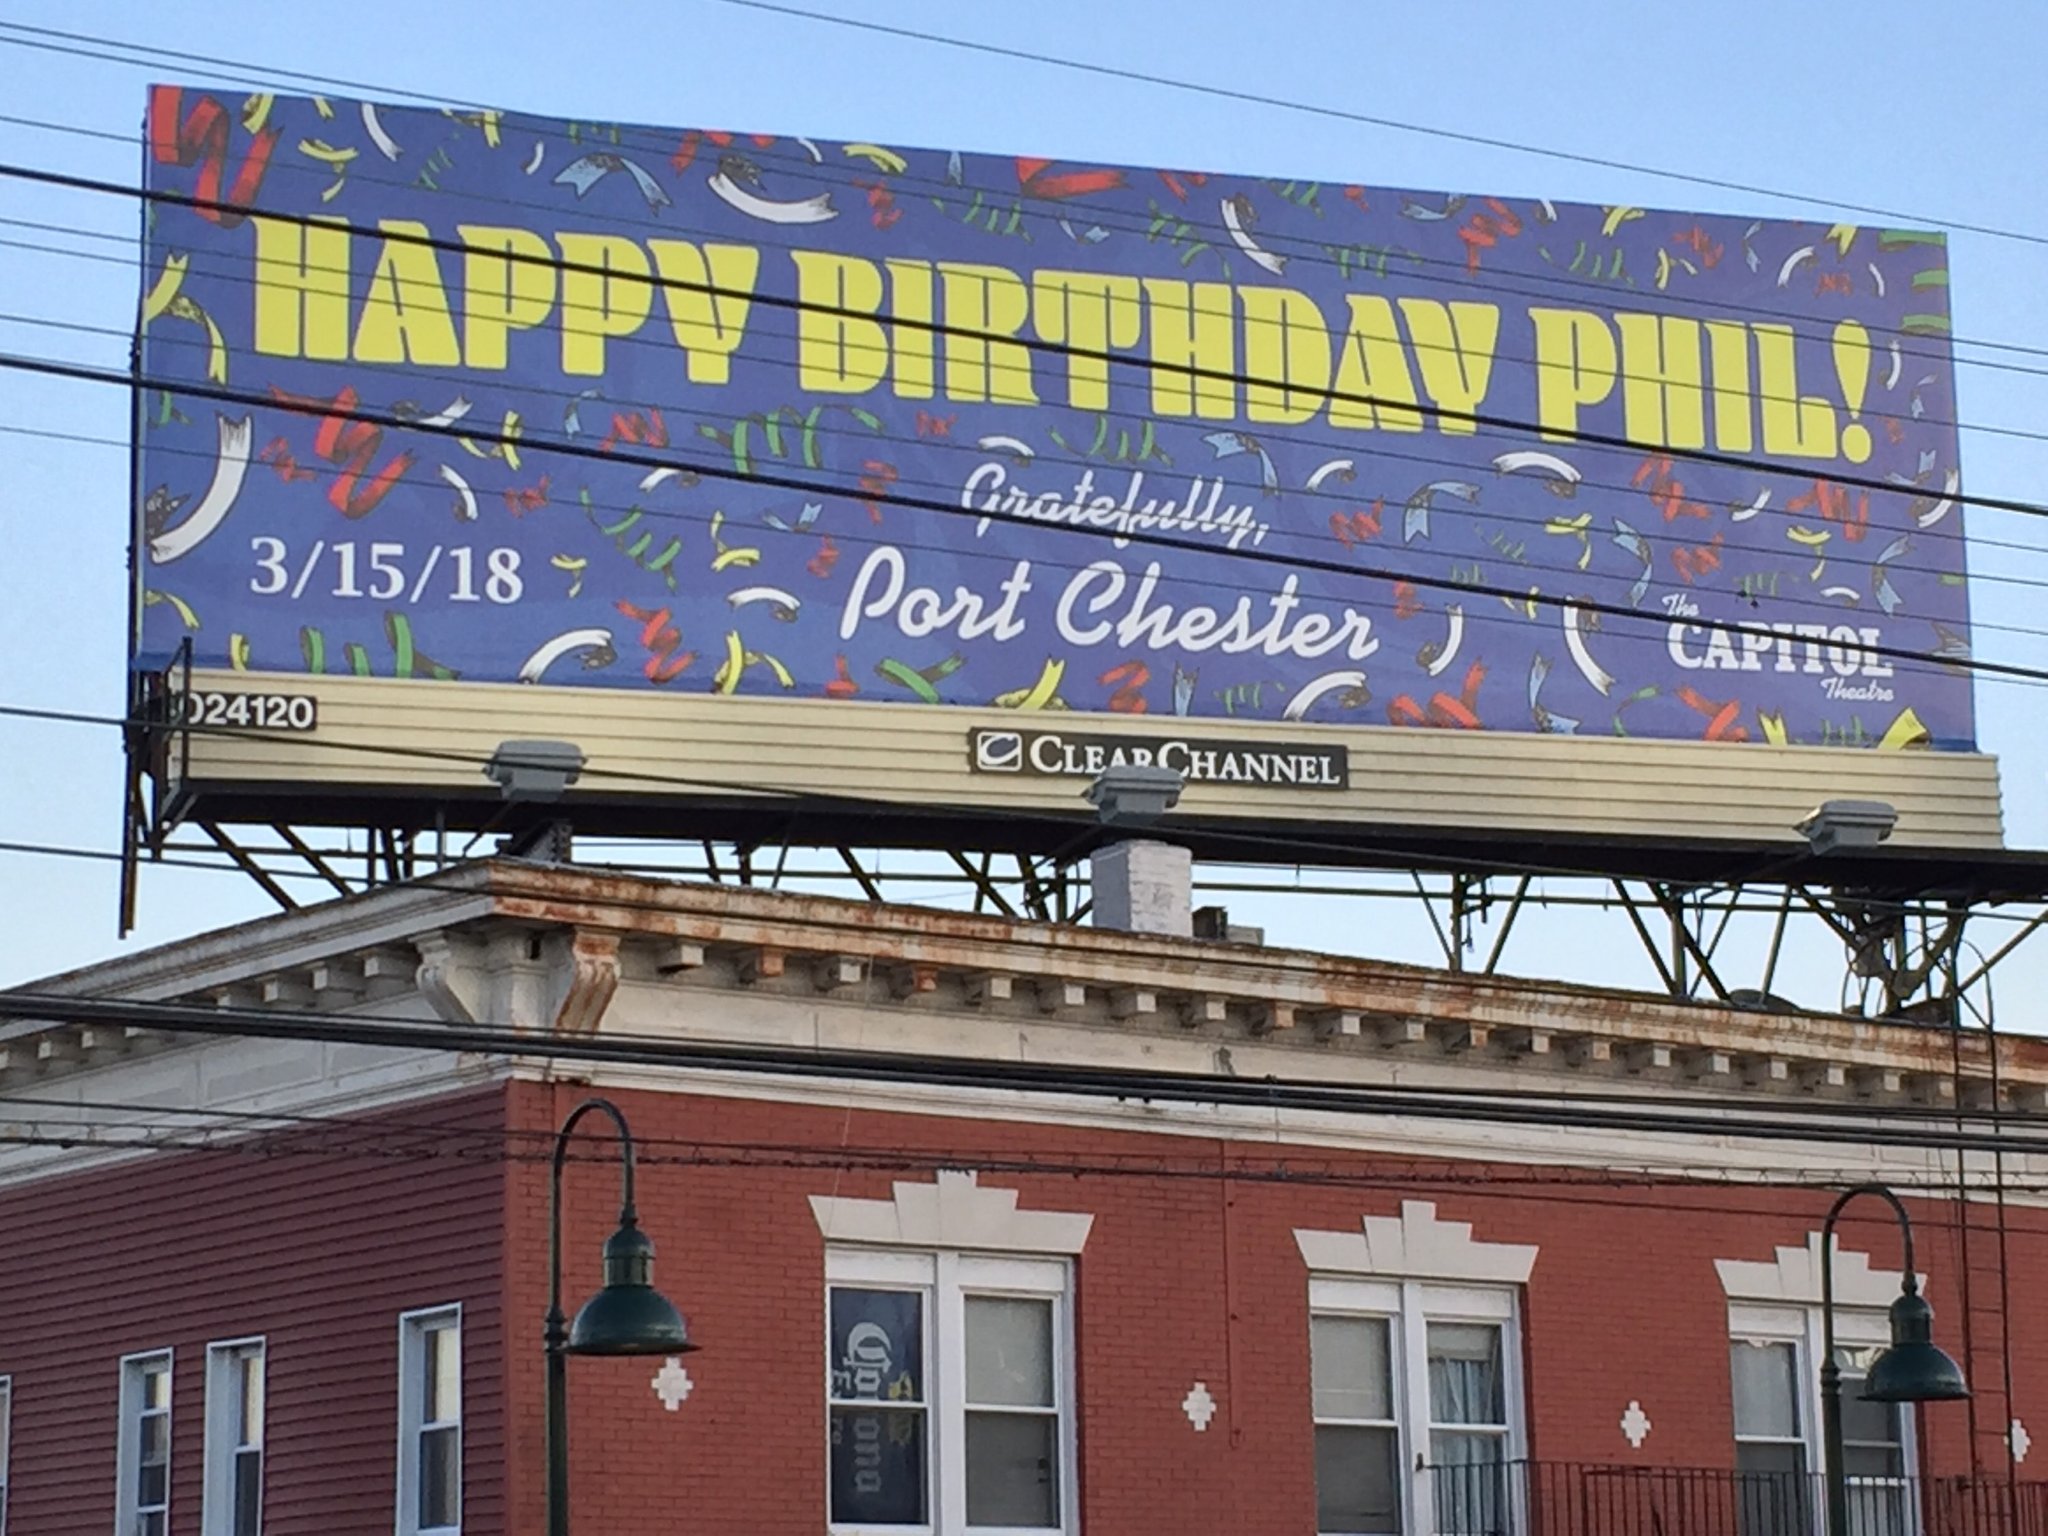 HAPPY BIRTHDAY PHIL!
Gratefully,
Port Chester
3/15/18
The
CAPITOL
Theatre
024120
CLEARCHANNEL